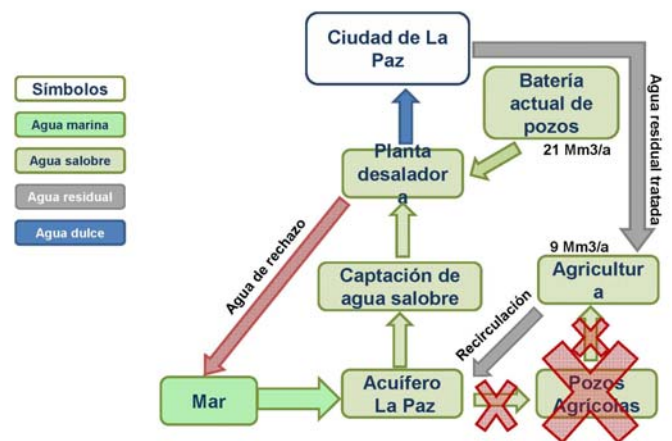 Ciudad de La
Paz
Símbolos
Agua marina
Agua salobre
Agua residual
Agua dulce
Batería
actual de
pozos
21 Mm3/a
Planta
desalador
a
Agua residual tratada
Agua de rechazo
Captación de
agua salobre
9 Mm3/a
Agricultur
a
Recirculación
Mar
Acuífero
La Paz
Pozos
Agrícolas